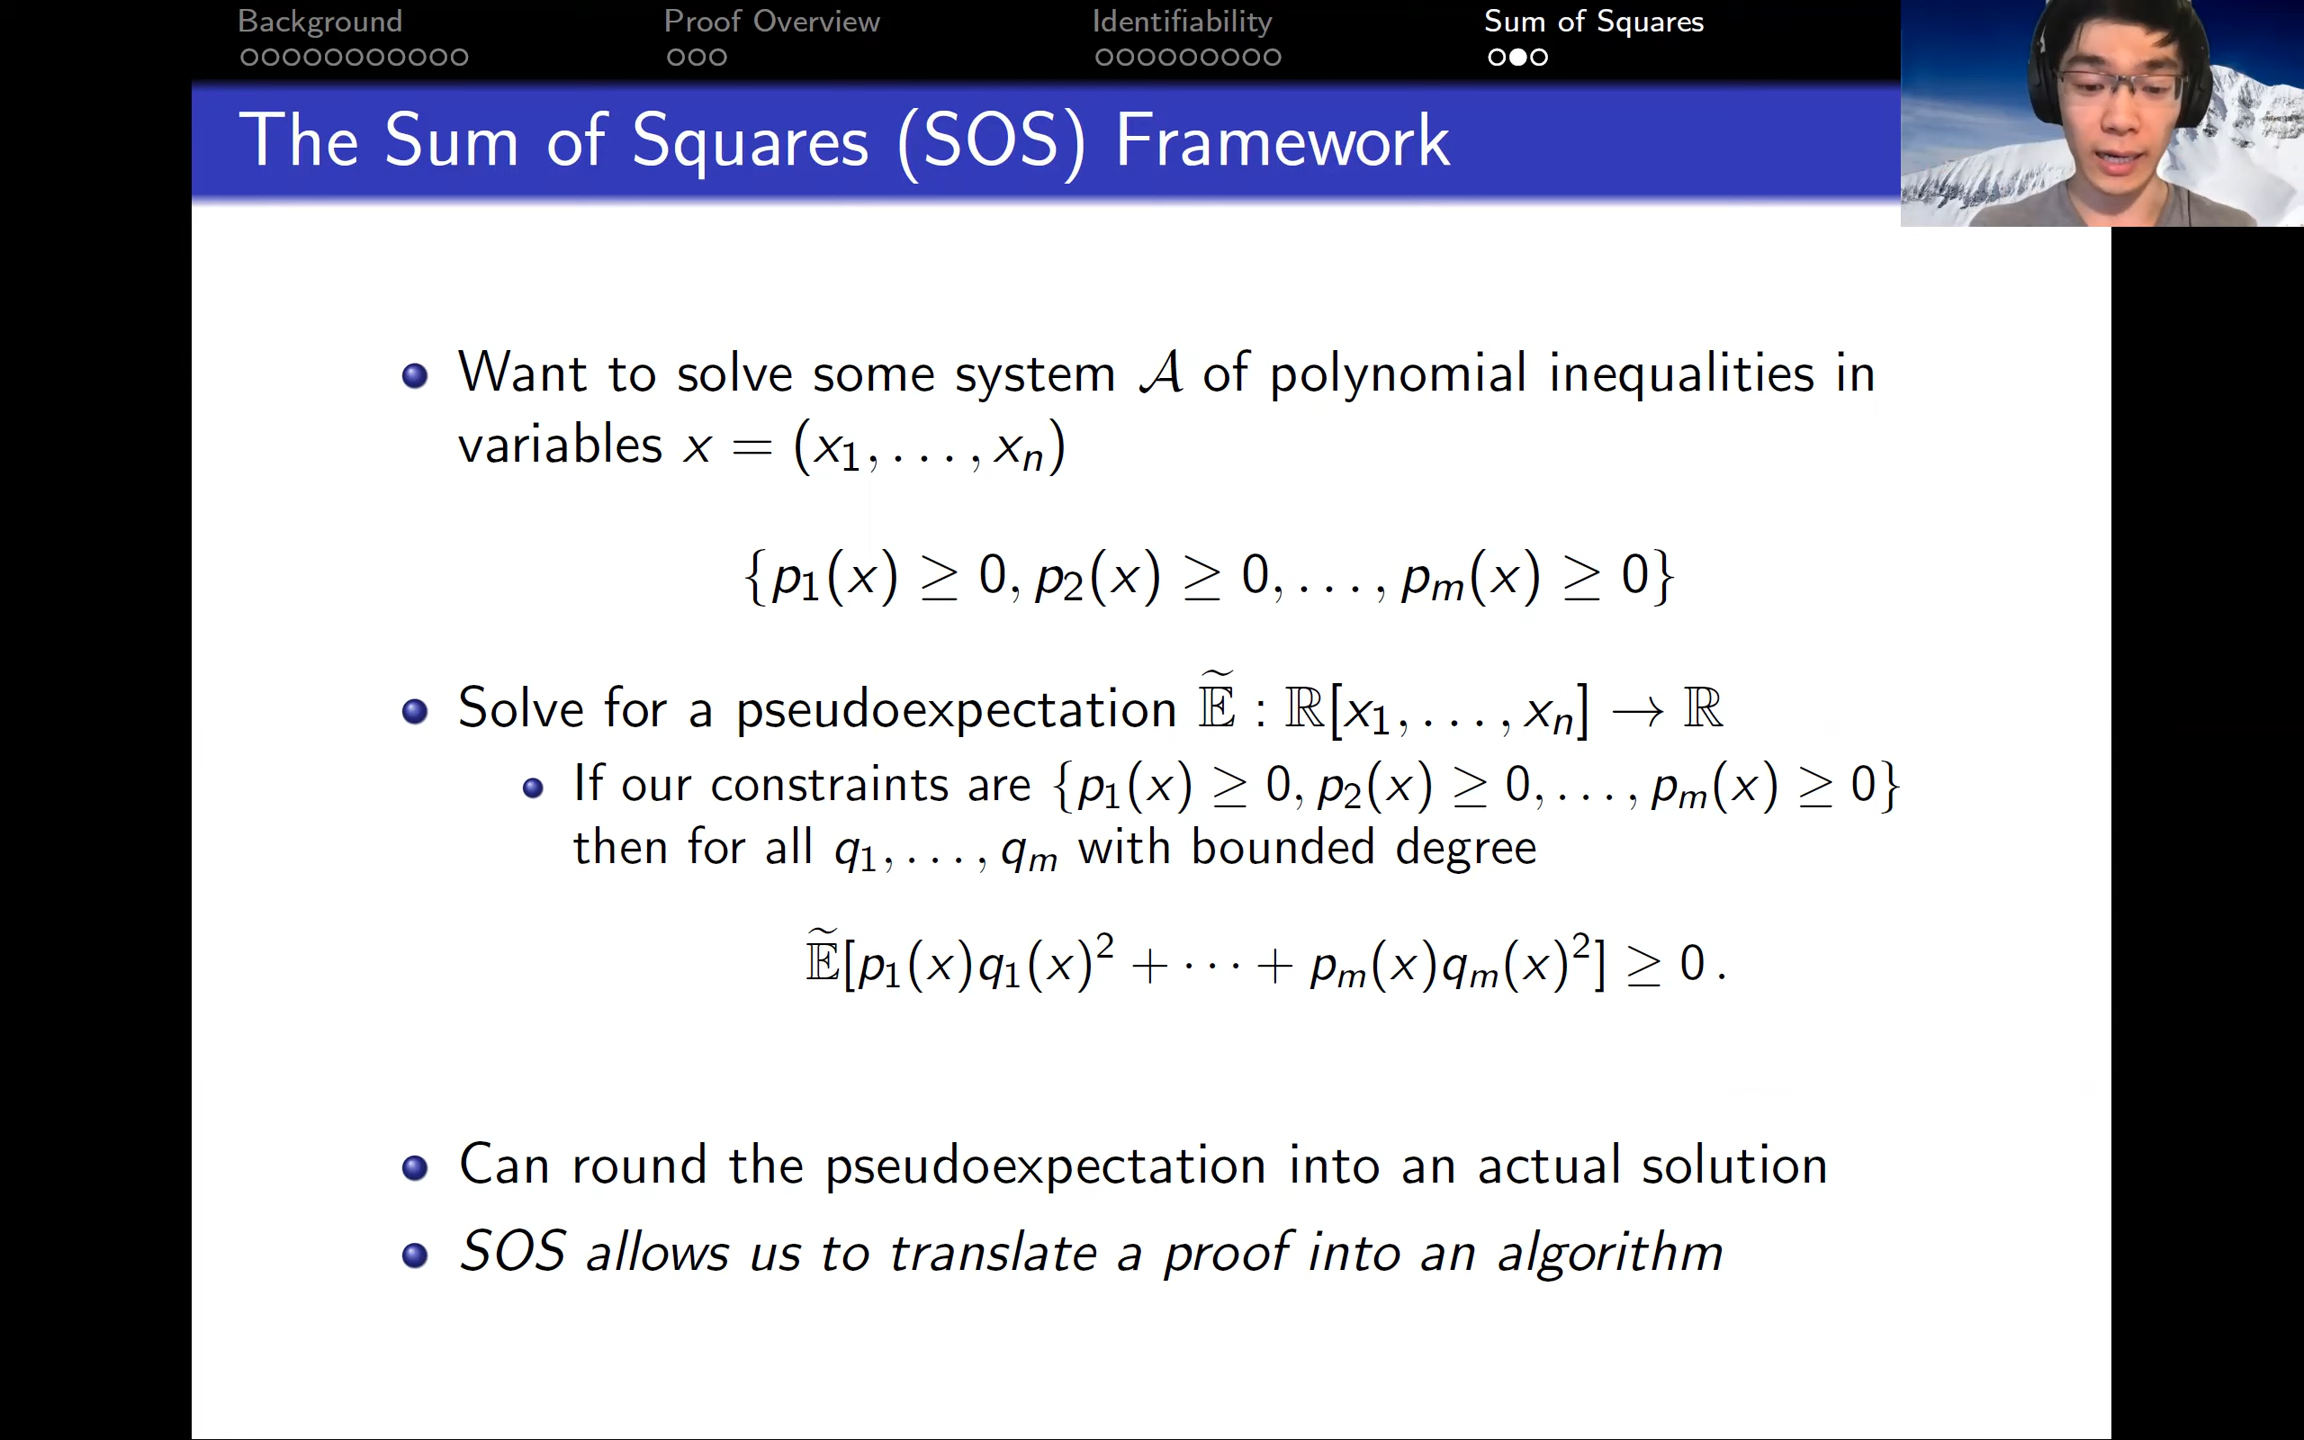 Background Proof Overview Identifiability Sum of Squares
The Sum of Squares (SOS) Framework
Want to solve some system 𝒜 of polynomial inequalities in
variables x = (x₁, . . . , xₙ)
{p₁(x) ≥ 0, p₂(x) ≥ 0, . . . , pₘ(x) ≥ 0}
Solve for a pseudoexpectation 𝔼̃ : ℝ[x₁, . . . , xₙ] → ℝ
If our constraints are {p₁(x) ≥ 0, p₂(x) ≥ 0, . . . , pₘ(x) ≥ 0}
then for all q₁, . . . , qₘ with bounded degree
𝔼̃[p₁(x)q₁(x)² + · · · + pₘ(x)qₘ(x)²] ≥ 0 .
Can round the pseudoexpectation into an actual solution
SOS allows us to translate a proof into an algorithm